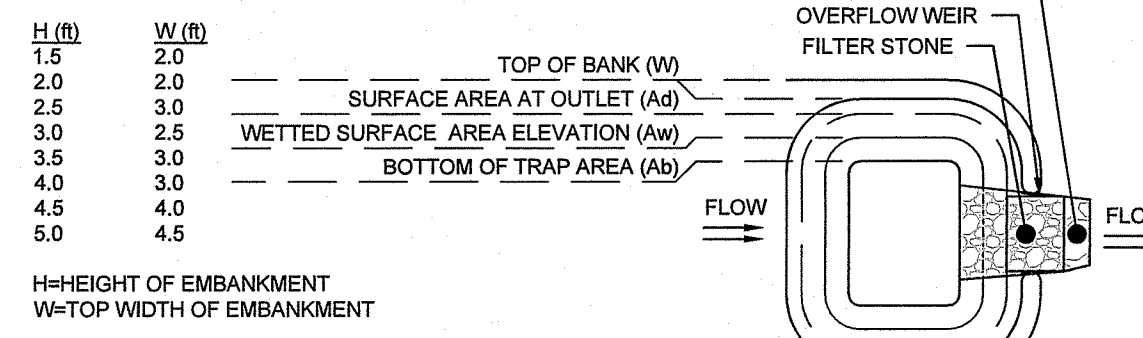 H (ft) W (ft)
1.5 2.0
2.0 2.0
2.5 3.0
3.0 2.5
3.5 3.0
4.0 3.0
4.5 4.0
5.0 4.5
H=HEIGHT OF EMBANKMENT
W=TOP WIDTH OF EMBANKMENT
OVERFLOW WEIR
FILTER STONE
TOP OF BANK (W)
SURFACE AREA AT OUTLET (Ad)
WETTED SURFACE AREA ELEVATION (Aw)
BOTTOM OF TRAP AREA (Ab)
FLOW
FLO